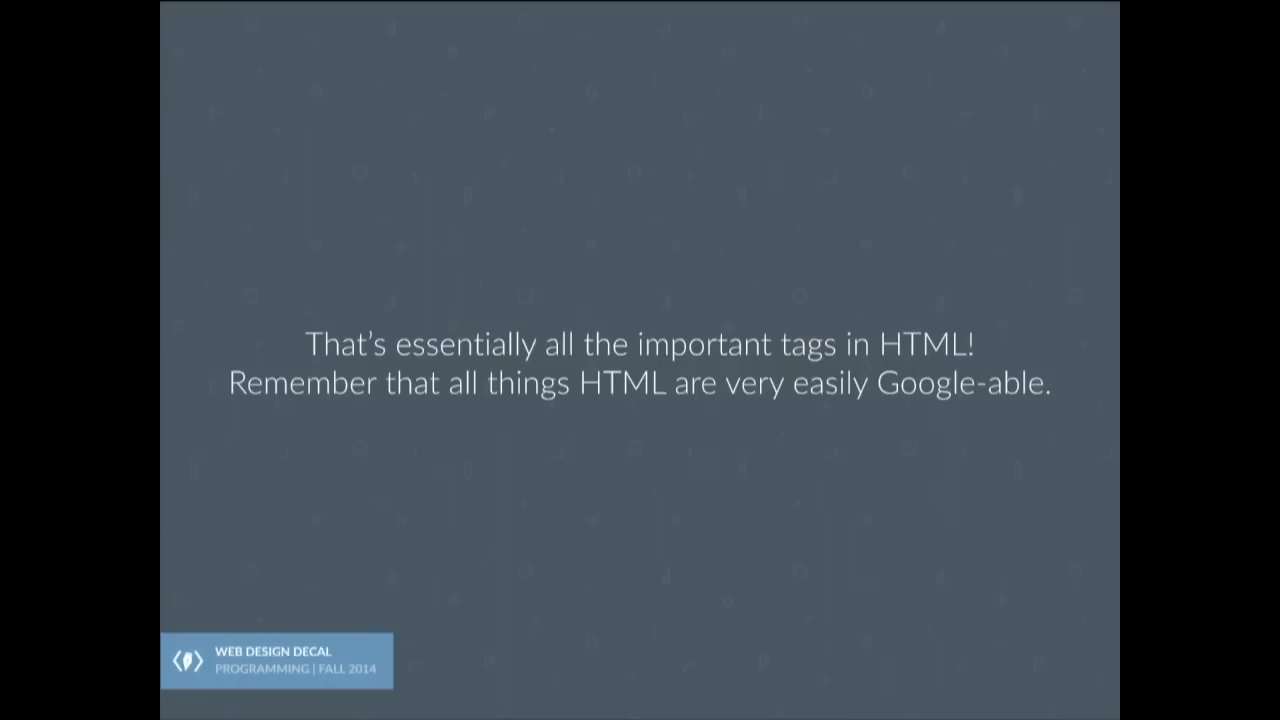 That's essentially all the important tags in HTML!
Remember that all things HTML are very easily Google-able.
WEB DESIGN DECAL
PROGRAMMING | FALL 2014